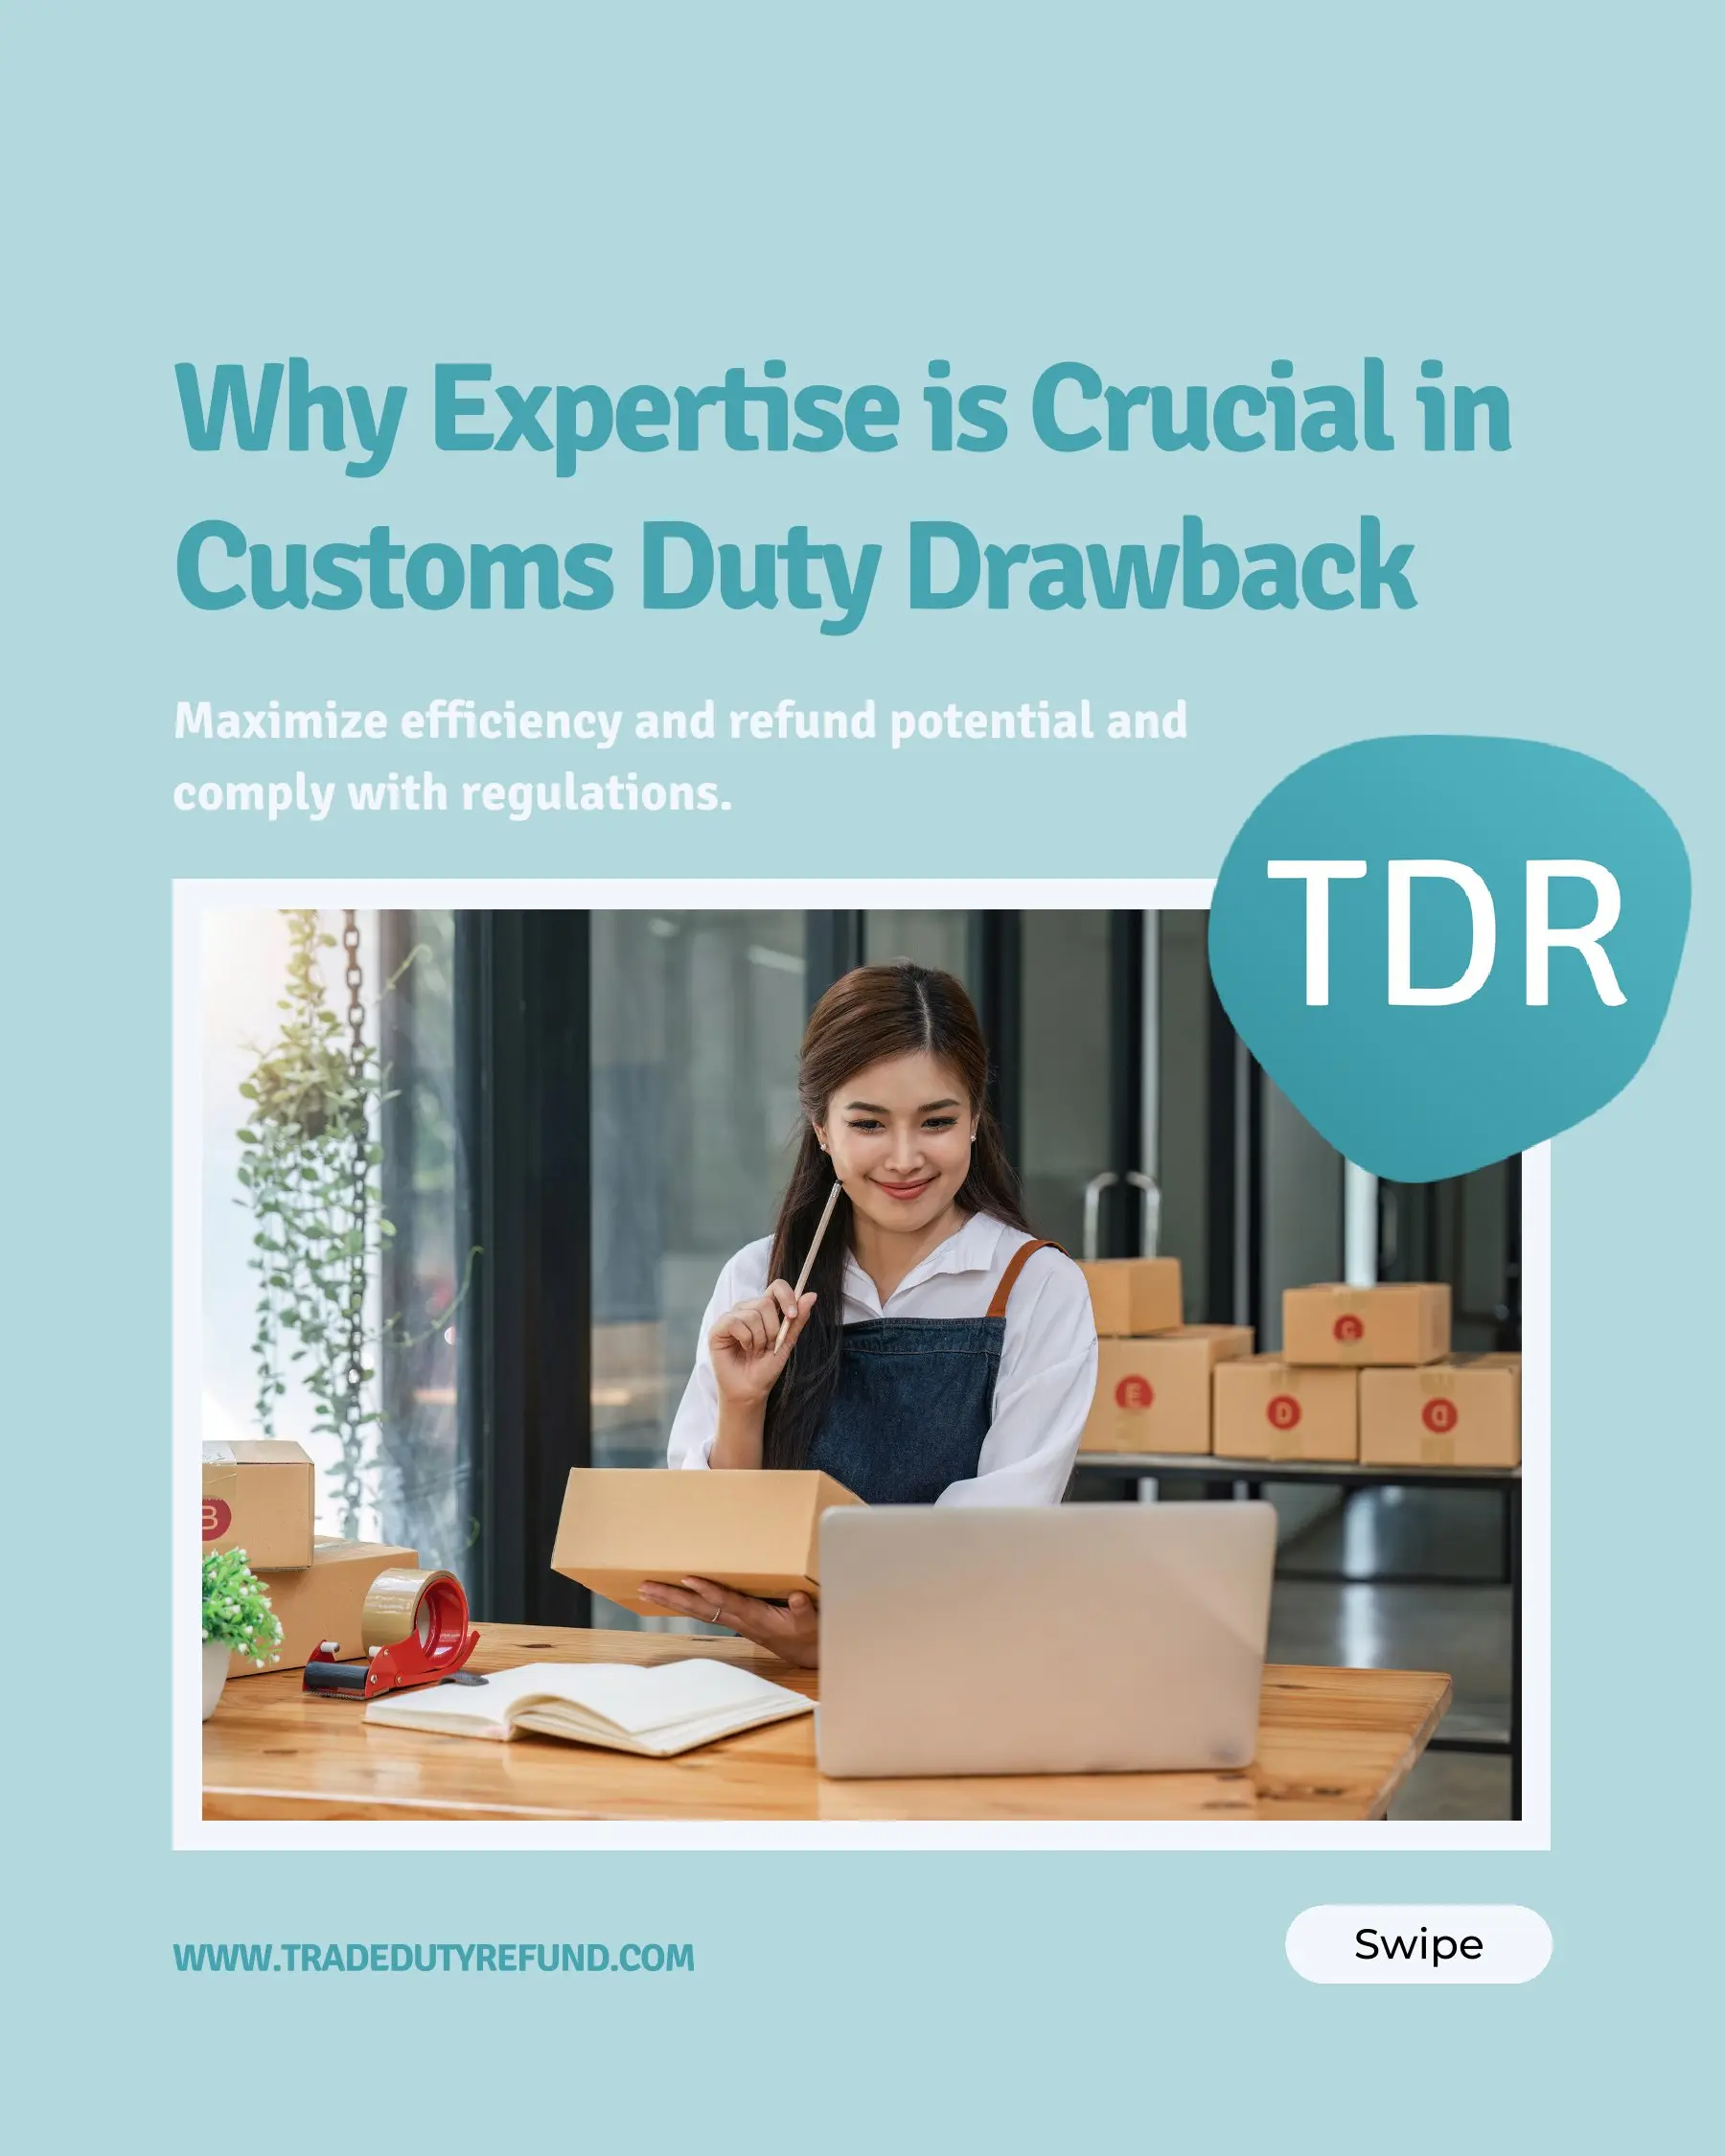 Why Expertise is Crucial in
Customs Duty Drawback
Maximize efficiency and refund potential and
comply with regulations.
TDR
C
E
D
D
B
WWW.TRADEDUTYREFUND.COM
Swipe